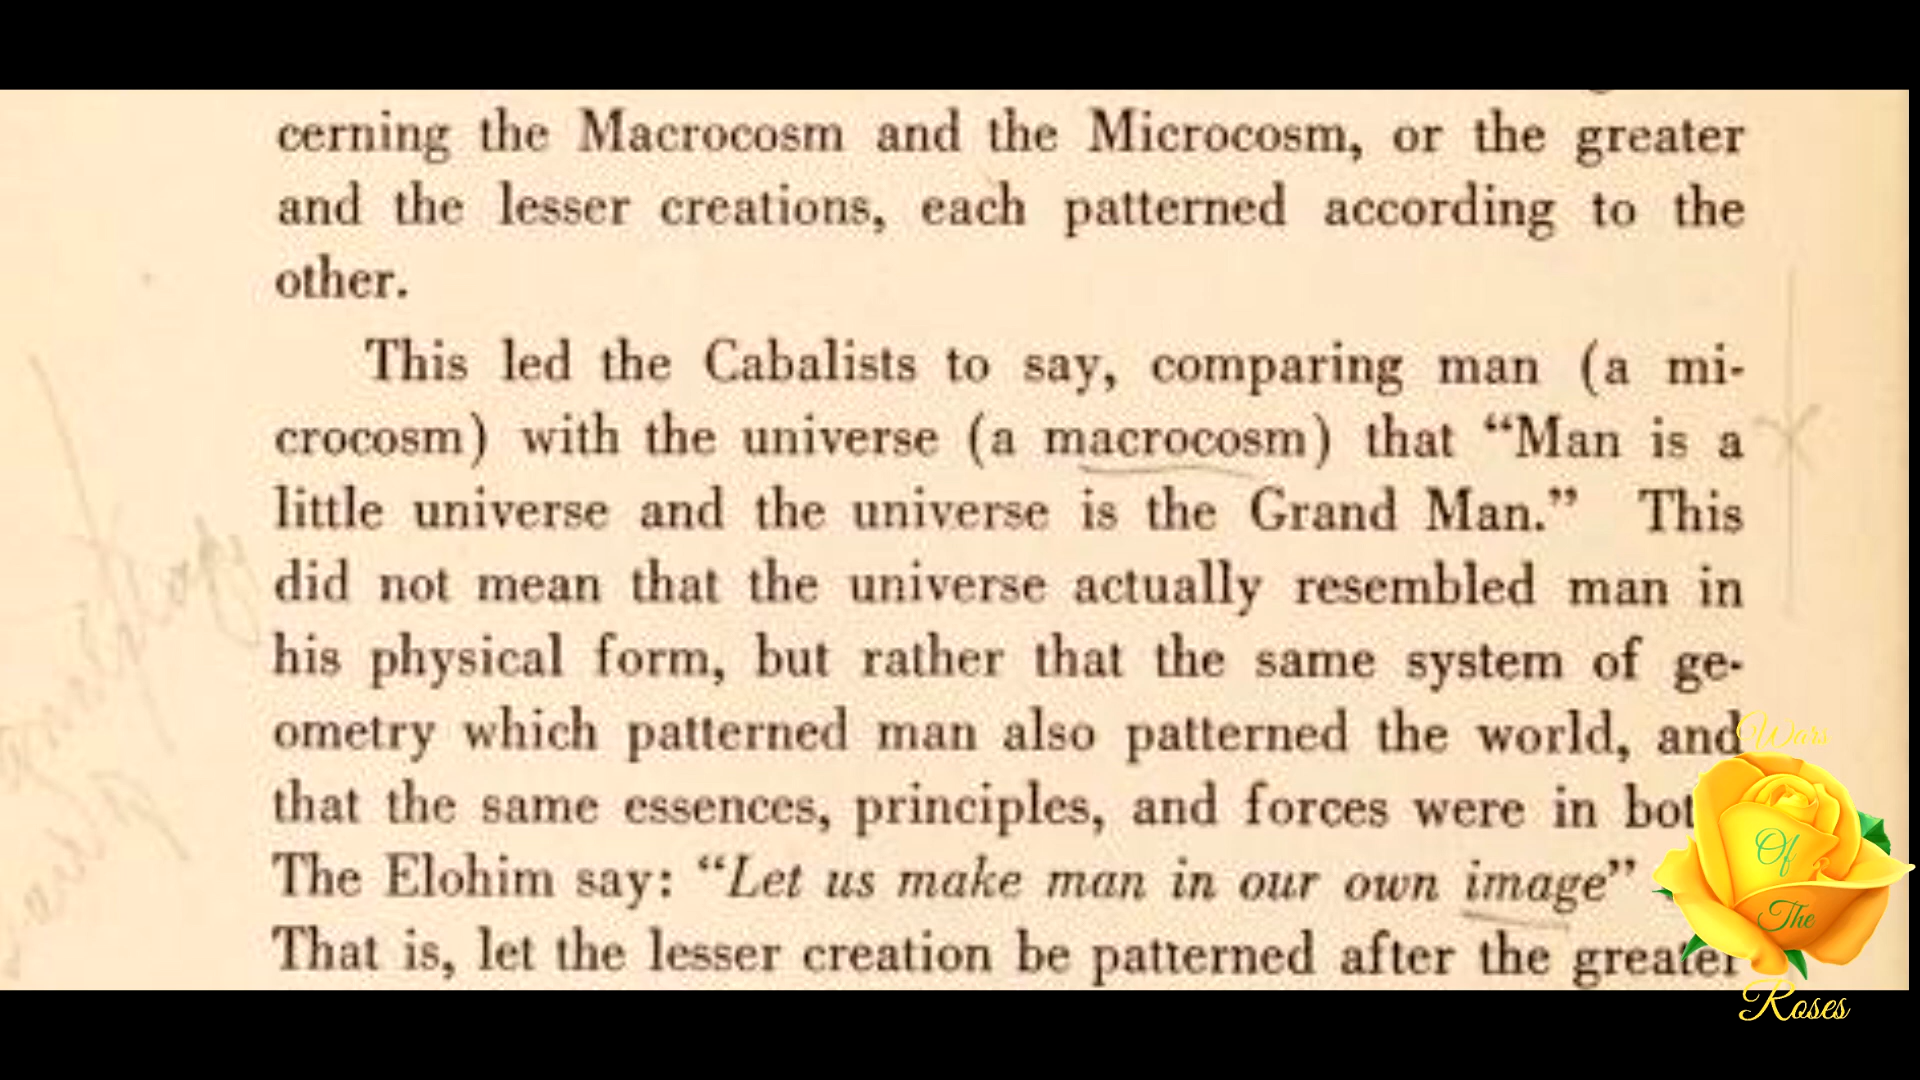 cerning the Macrocosm and the Microcosm, or the greater
and the lesser creations, each patterned according to the
other.
This led the Cabalists to say, comparing man (a mi-
crocosm) with the universe (a macrocosm) that “Man is a
little universe and the universe is the Grand Man.” This
did not mean that the universe actually resembled man in
his physical form, but rather that the same system of ge-
ometry which patterned man also patterned the world, and
that the same essences, principles, and forces were in
The Elohim say: “Let us make man in our own image”
That is, let the lesser creation be patterned after the greater
Wars
Of
The
Roses